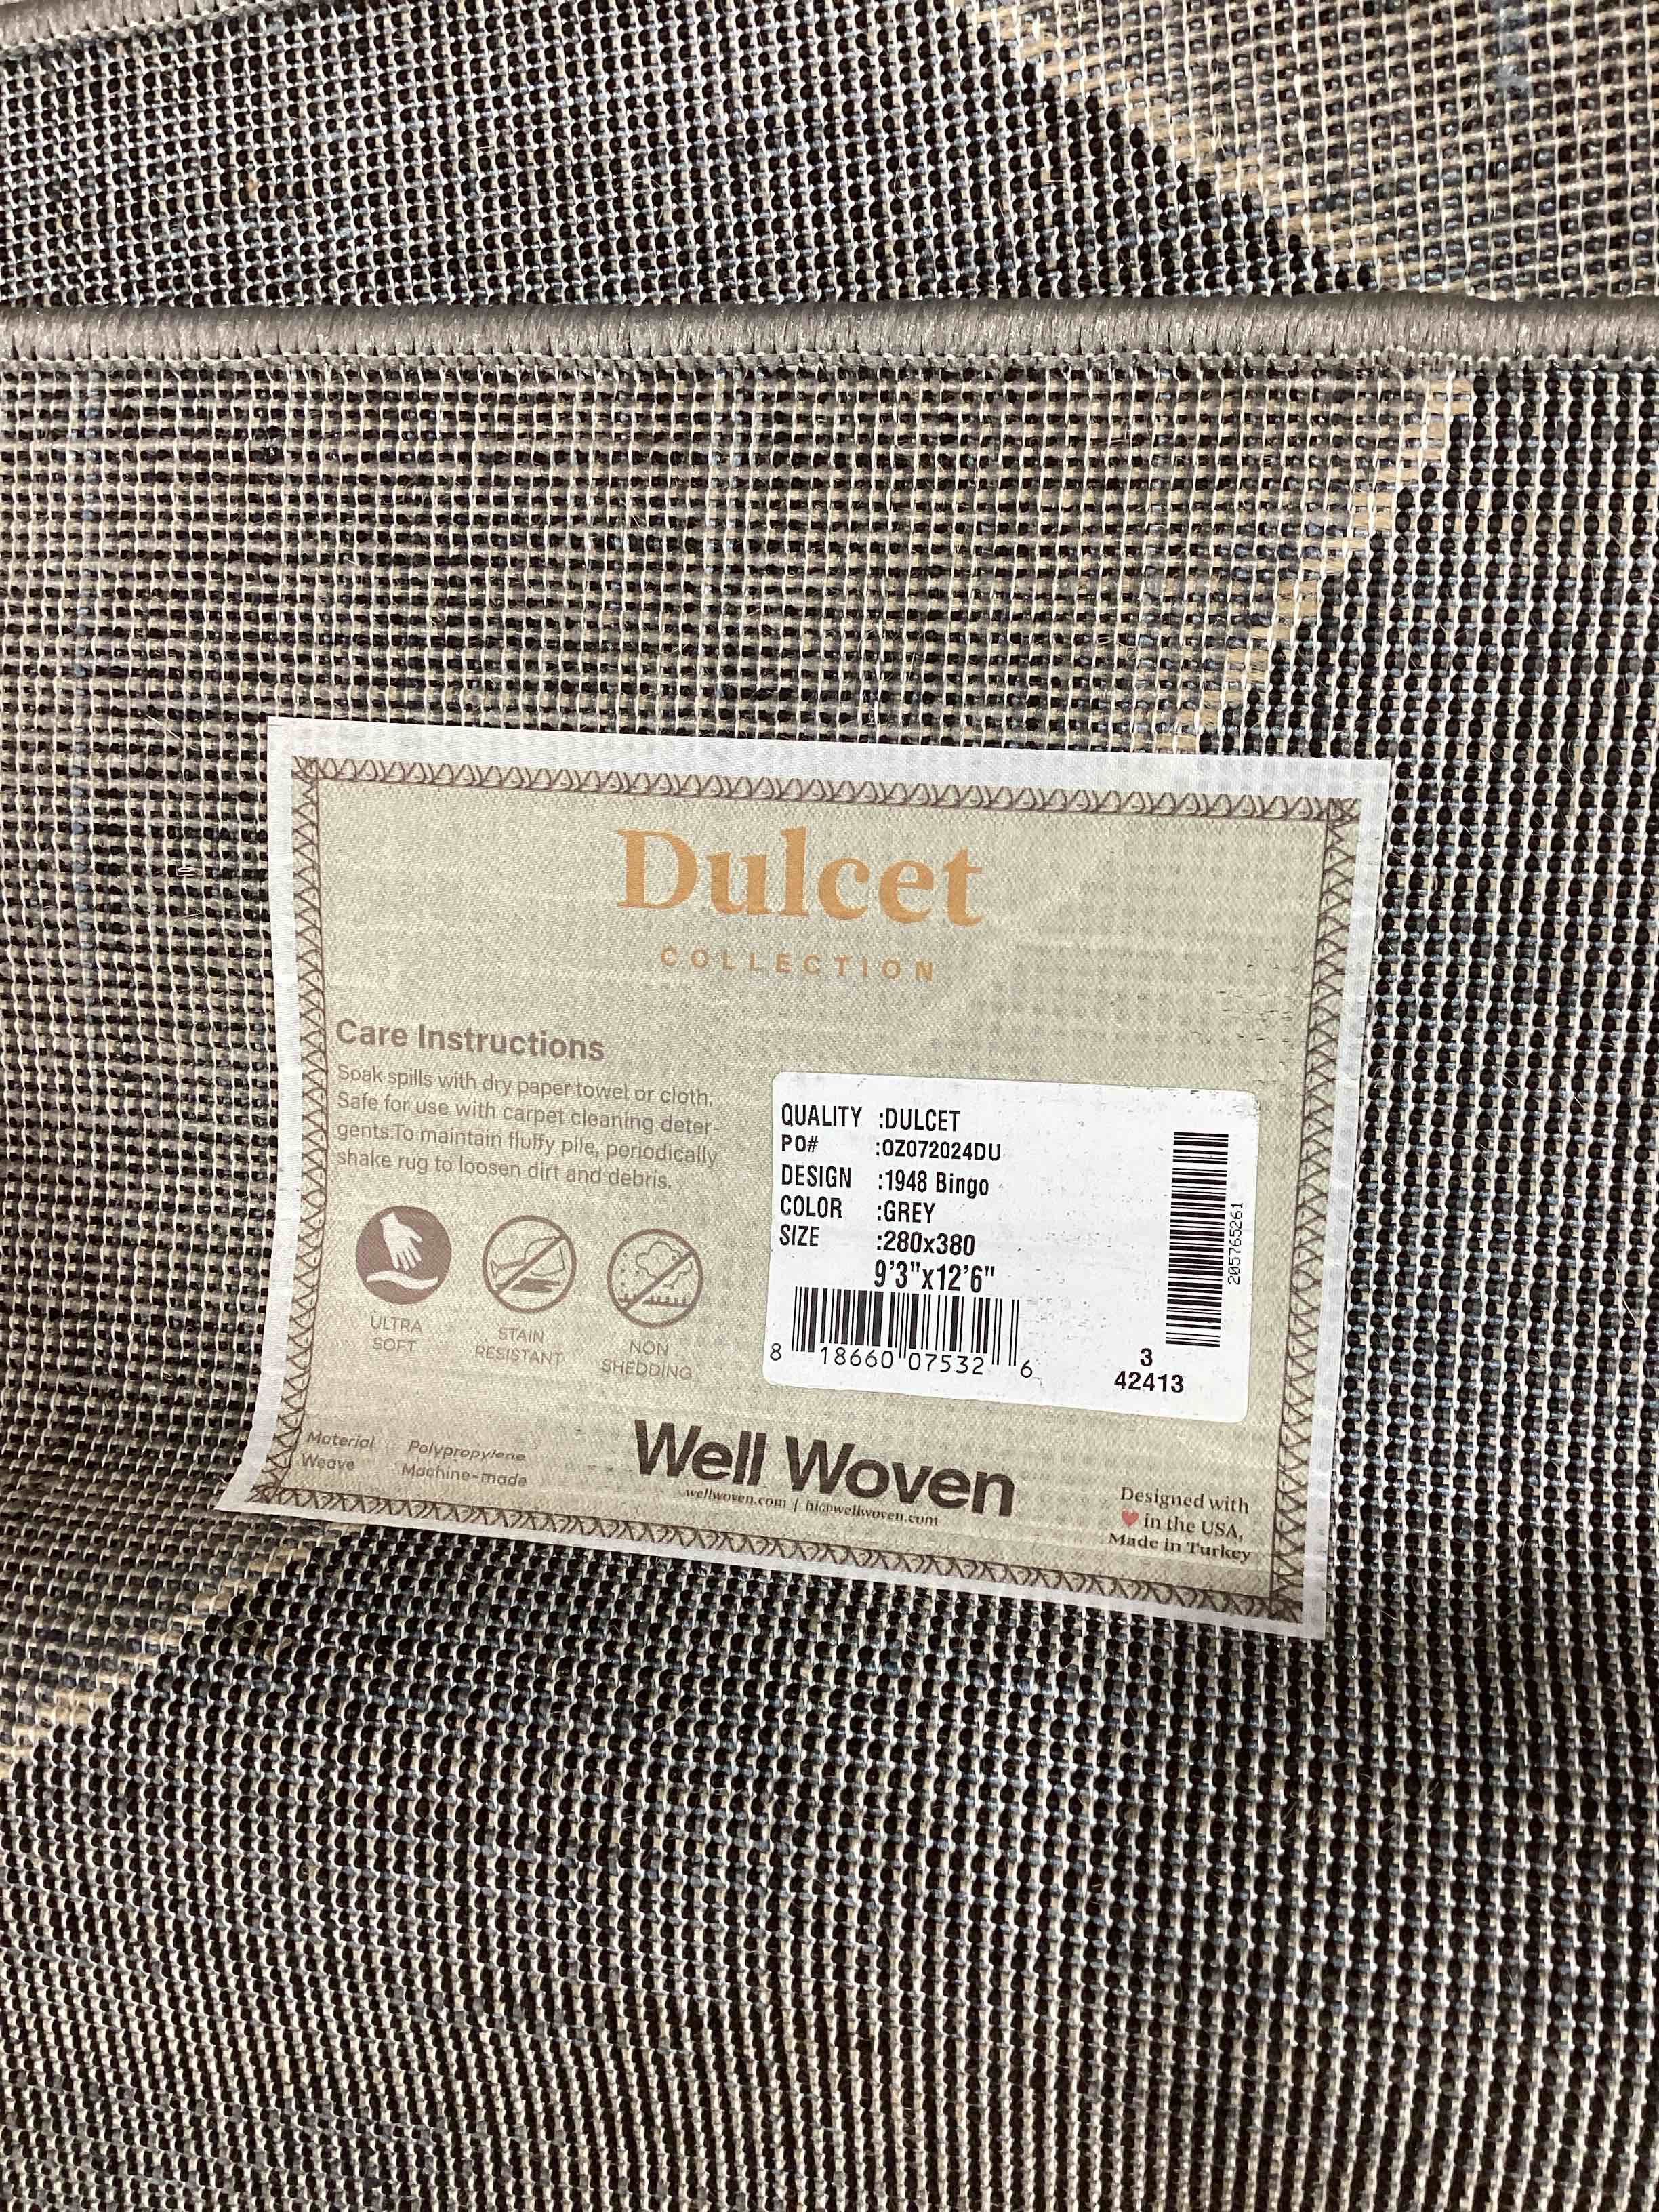 Dulcet
COLLECTION
Care Instructions
Soak spills with dry paper towel or cloth.
Safe for use with carpet cleaning deter-
gents.To maintain fluffy pile, periodically
shake rug to loosen dirt and debris.
ULTRA
SOFT
STAIN
RESISTANT
NON
SHEDDING
QUALITY :DULCET
PO# :OZ072024DU
DESIGN :1948 Bingo
COLOR :GREY
SIZE :280x380
9'3"x12'6"
8 18660 07532 6
205765261
3
42413
Material Polypropylene
Weave Machine-made
Well Woven
wellwoven.com | hi@wellwoven.com
Designed with
❤ in the USA,
Made in Turkey